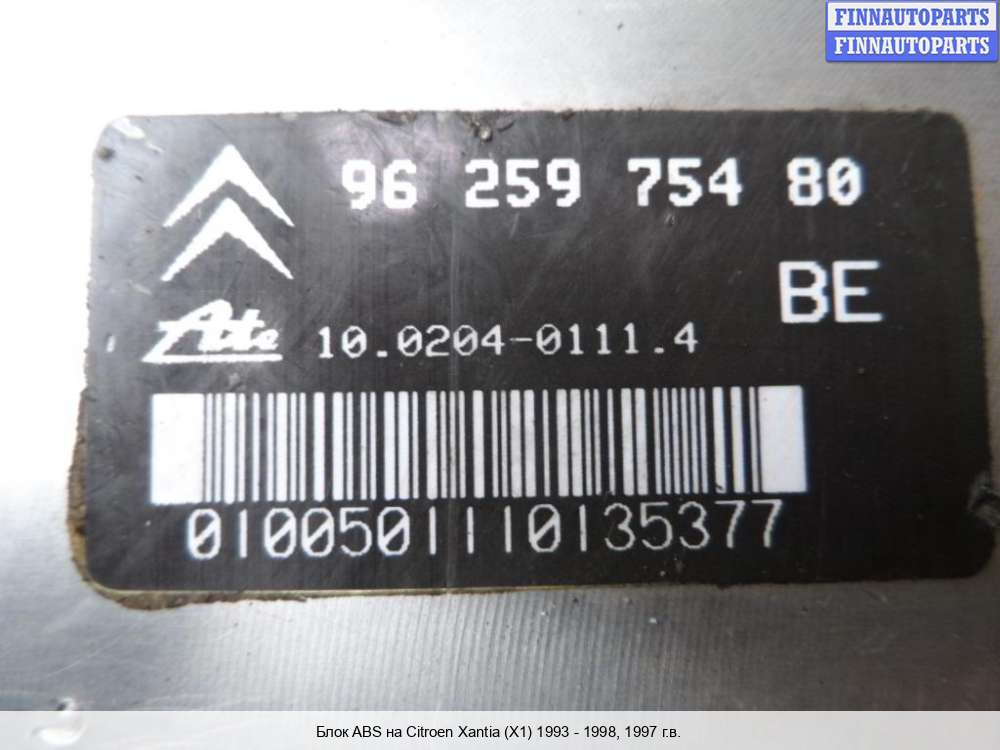 FINNAUTOPARTS
FINNAUTOPARTS
96 259 754 80
BE
Ate 10.0204-0111.4
0100501110135377
Блок ABS на Citroen Xantia (X1) 1993 - 1998, 1997 г.в.